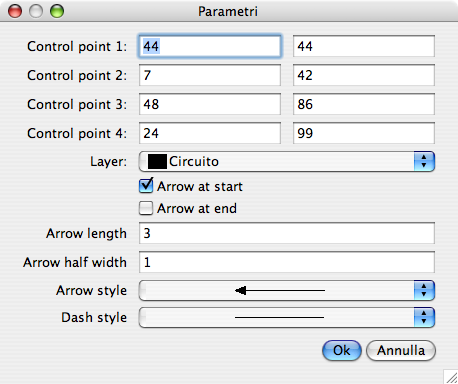 Parametri
Control point 1: 44 44
Control point 2: 7 42
Control point 3: 48 86
Control point 4: 24 99
Layer: Circuito
Arrow at start
Arrow at end
Arrow length 3
Arrow half width 1
Arrow style
Dash style
Ok Annulla